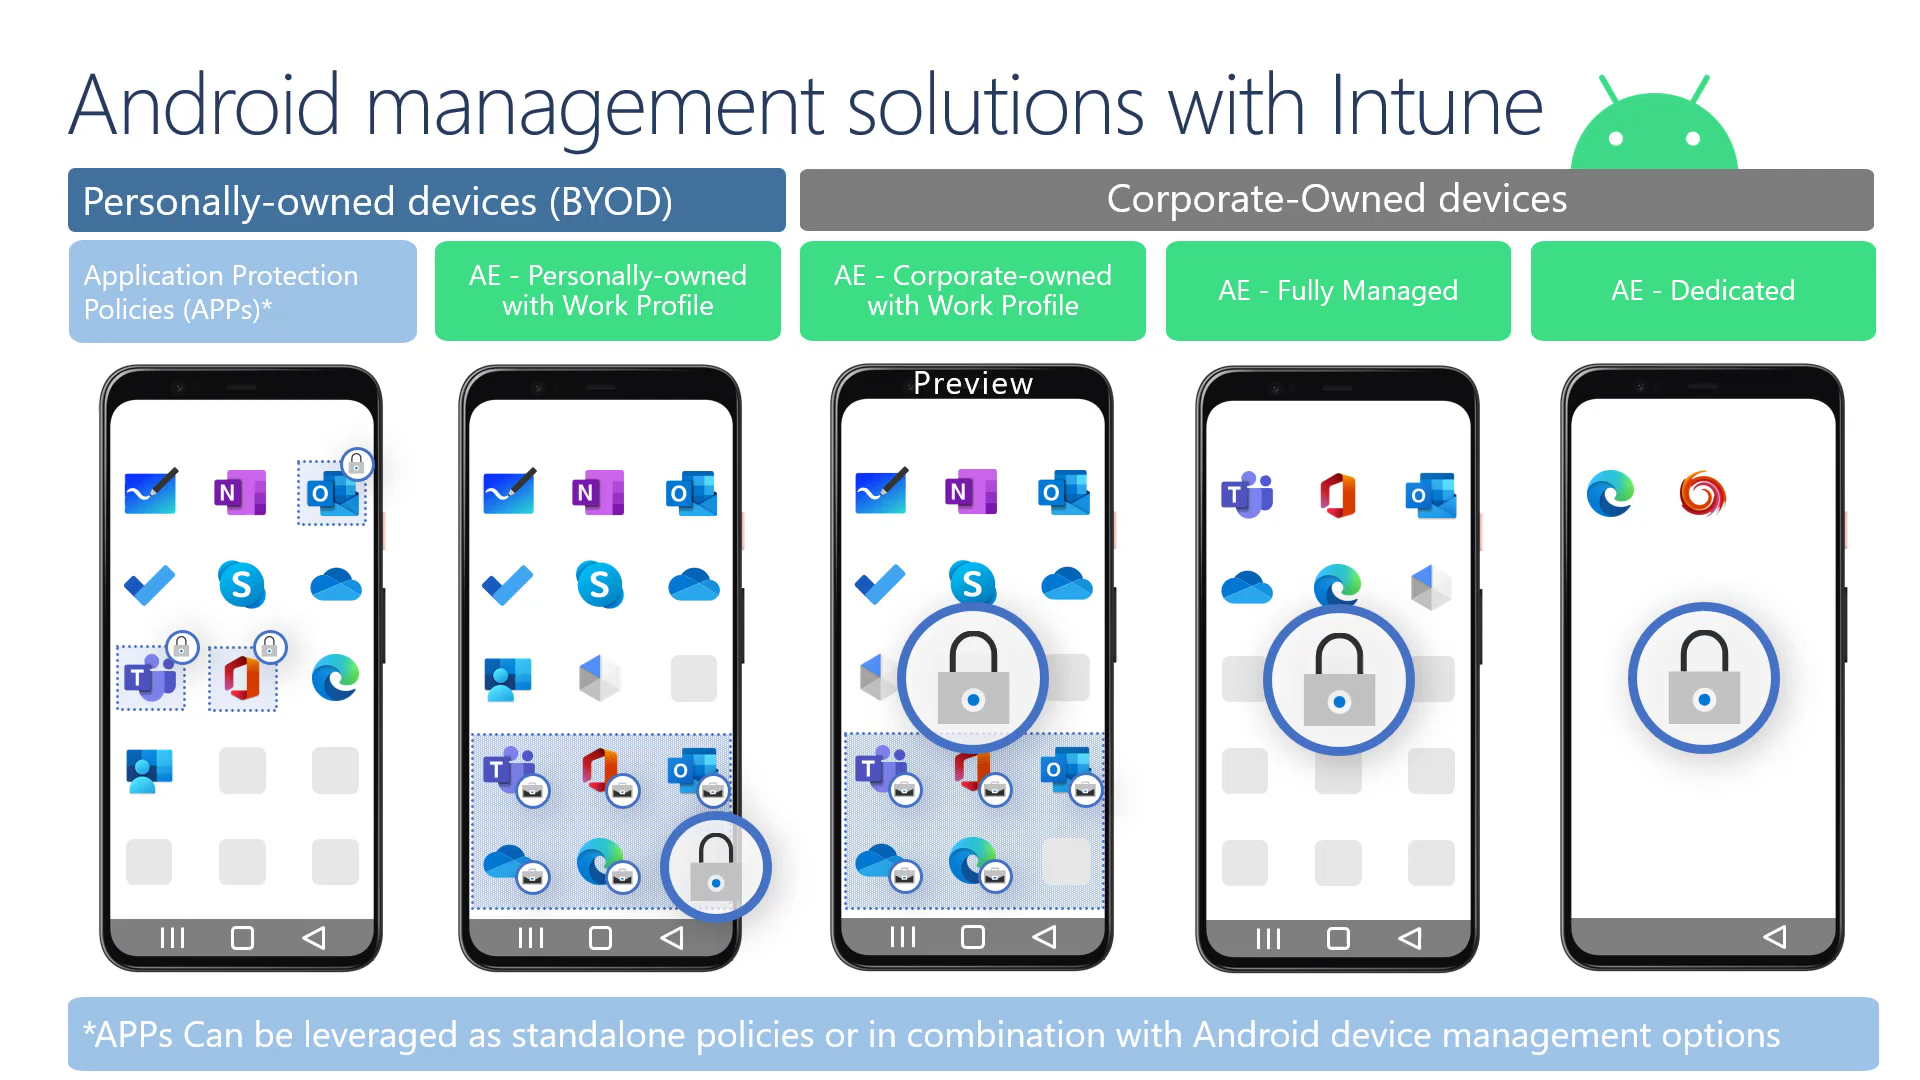 Android management solutions with Intune
Personally-owned devices (BYOD)
Corporate-Owned devices
Application Protection
Policies (APPs)*
AE - Personally-owned
with Work Profile
AE - Corporate-owned
with Work Profile
AE - Fully Managed
AE - Dedicated
Preview
N
O
S
T
N
O
S
T
O
N
O
S
T
O
T
O
*APPs Can be leveraged as standalone policies or in combination with Android device management options